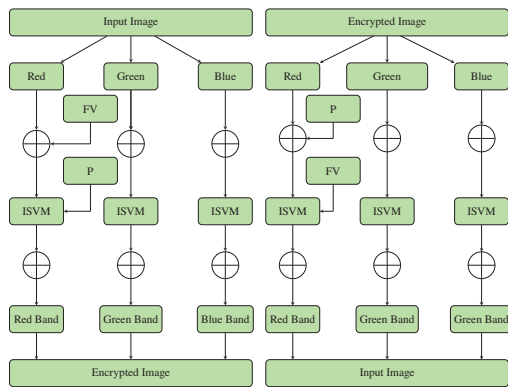 Input Image
Red Green Blue
FV
P
ISVM ISVM ISVM
Red Band Green Band Blue Band
Encrypted Image
Encrypted Image
Red Green Blue
P
FV
ISVM ISVM ISVM
Red Band Green Band Green Band
Input Image